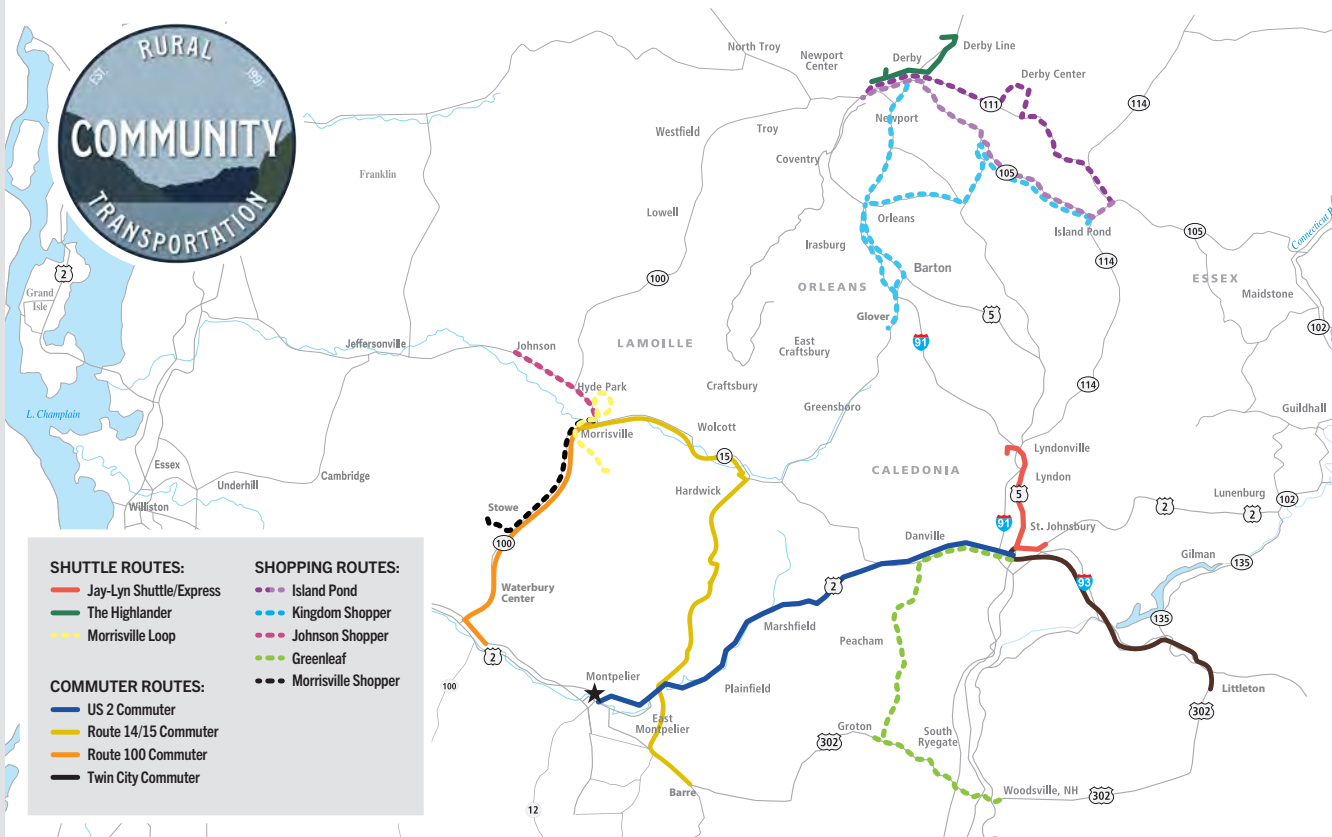 RURAL
EST. 1991
COMMUNITY
TRANSPORTATION
North Troy
Newport
Center
Derby
Derby Line
Derby Center
111
114
Westfield
Troy
Newport
Coventry
105
Franklin
Lowell
Orleans
Island Pond
105
Connecticut
Irasburg
114
2
Grand
Isle
100
Barton
ORLEANS
ESSEX
Maidstone
Glover
5
102
91
Jeffersonville
Johnson
LAMOILLE
East
Craftsbury
Hyde Park
Craftsbury
114
Greensboro
L. Champlain
Guildhall
Morrisville
Wolcott
15
Lyndonville
Essex
CALEDONIA
Lyndon
Underhill
Cambridge
Hardwick
5
Lunenburg
102
Williston
Stowe
2
2
91
St. Johnsbury
100
Danville
Gilman
135
93
Waterbury
Center
2
135
Marshfield
Peacham
2
Montpelier
100
Plainfield
Littleton
302
East
Montpelier
Groton
South
Ryegate
302
Barre
Woodsville, NH
302
12
SHUTTLE ROUTES:
Jay-Lyn Shuttle/Express
The Highlander
Morrisville Loop
COMMUTER ROUTES:
US 2 Commuter
Route 14/15 Commuter
Route 100 Commuter
Twin City Commuter
SHOPPING ROUTES:
Island Pond
Kingdom Shopper
Johnson Shopper
Greenleaf
Morrisville Shopper